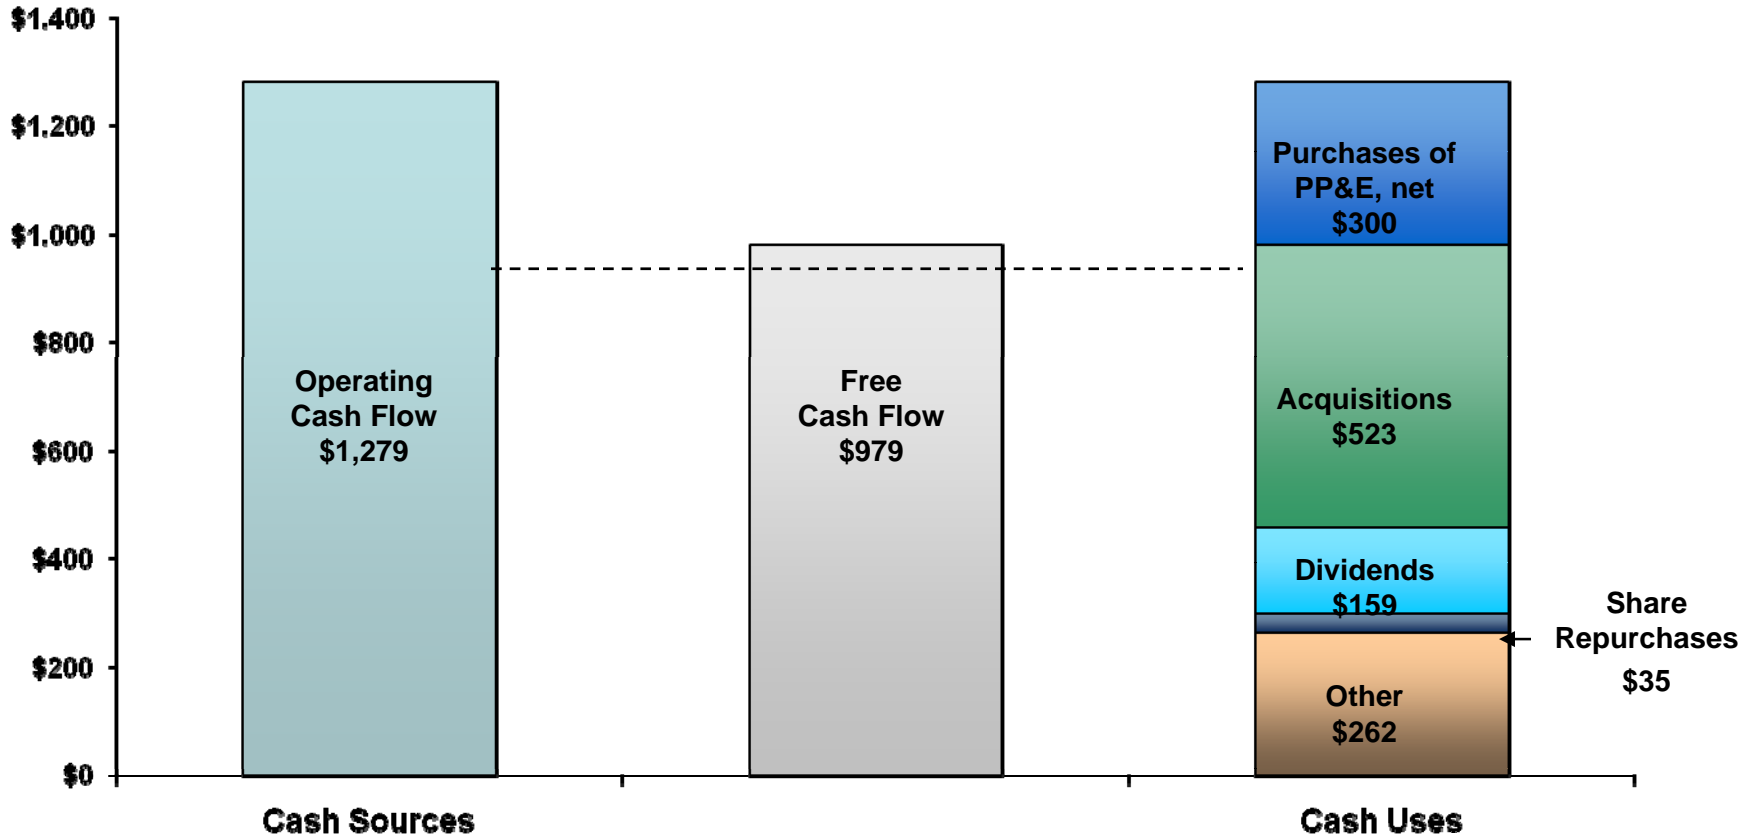 $1,400
$1,200
$1,000
$800
$600
$400
$200
$0
Operating
Cash Flow
$1,279
Free
Cash Flow
$979
Purchases of
PP&E, net
$300
Acquisitions
$523
Dividends
$159
Share
Repurchases
$35
Other
$262
Cash Sources
Cash Uses